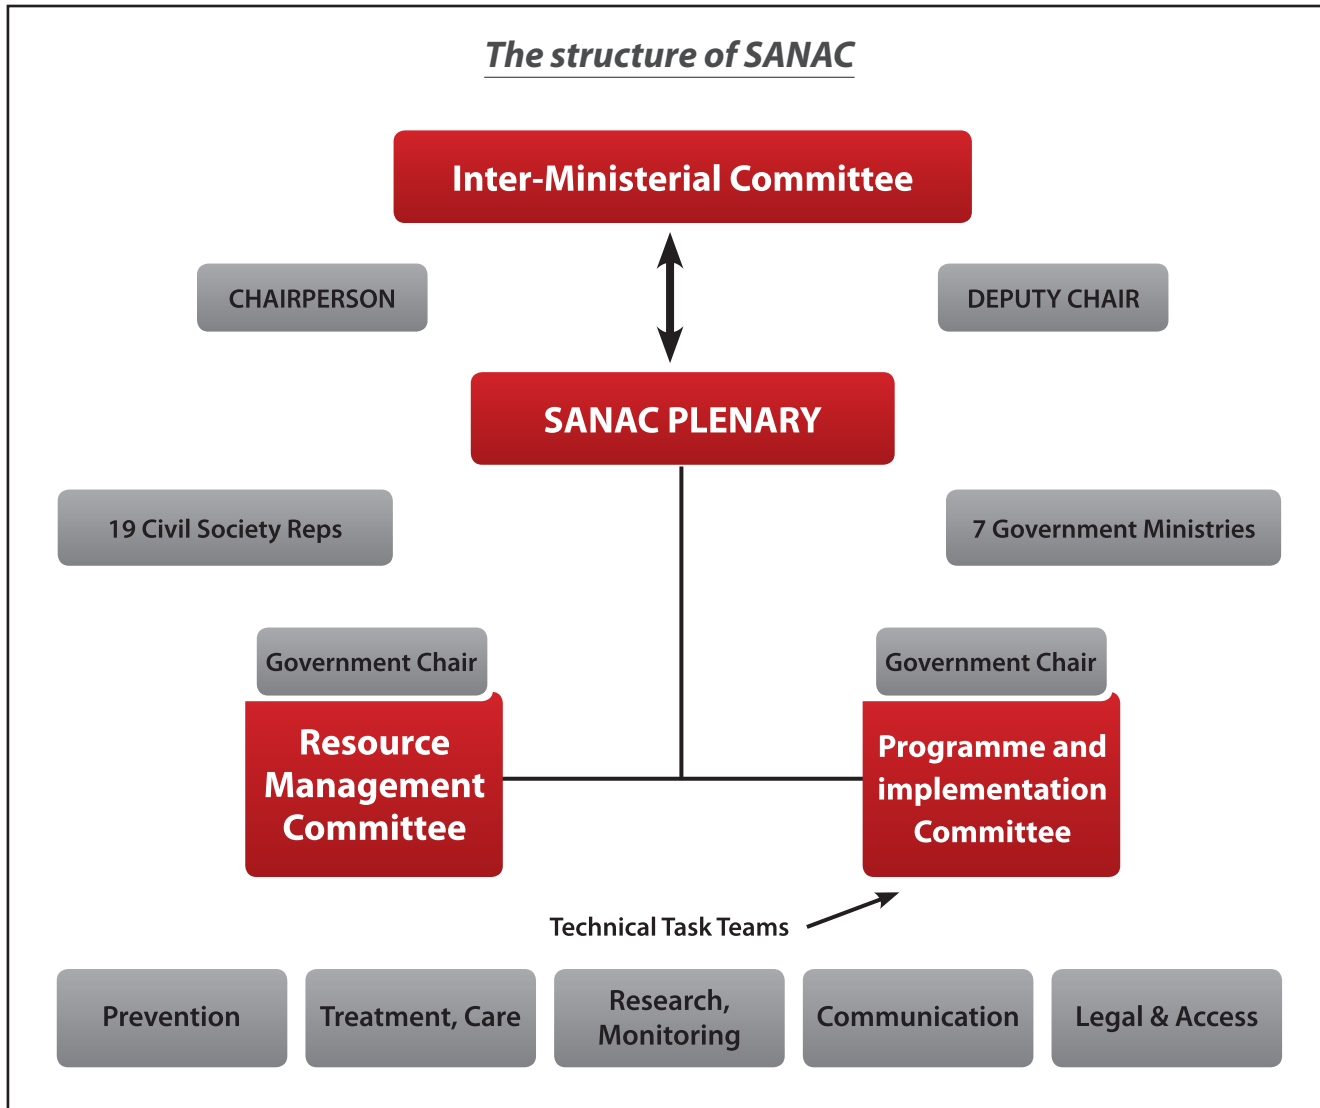 The structure of SANAC
Inter-Ministerial Committee
CHAIRPERSON
DEPUTY CHAIR
SANAC PLENARY
19 Civil Society Reps
7 Government Ministries
Government Chair
Resource
Management
Committee
Government Chair
Programme and
implementation
Committee
Technical Task Teams
Prevention
Treatment, Care
Research,
Monitoring
Communication
Legal & Access